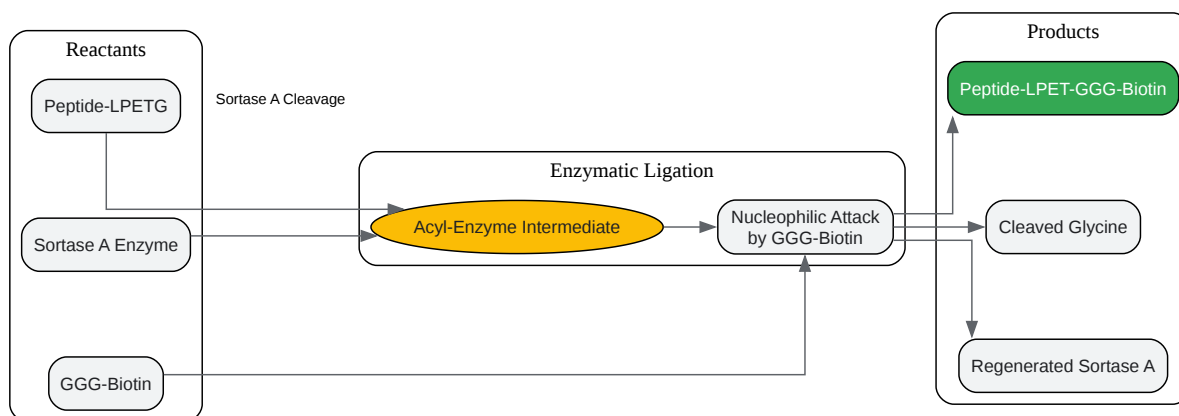 Reactants
Peptide-LPETG
Sortase A Enzyme
GGG-Biotin
Sortase A Cleavage
Enzymatic Ligation
Acyl-Enzyme Intermediate
Nucleophilic Attack
by GGG-Biotin
Products
Peptide-LPET-GGG-Biotin
Cleaved Glycine
Regenerated Sortase A